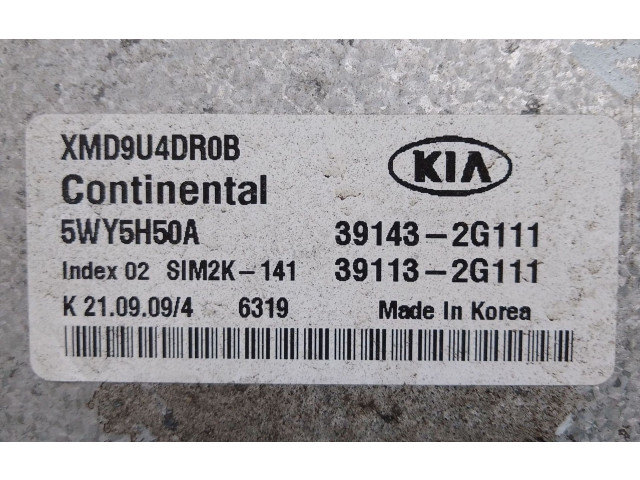 XMD9U4DR0B
KIA
Continental
5WY5H50A 39143-2G111
Index 02 SIM2K-141 39113-2G111
K 21.09.09/4 6319 Made in Korea